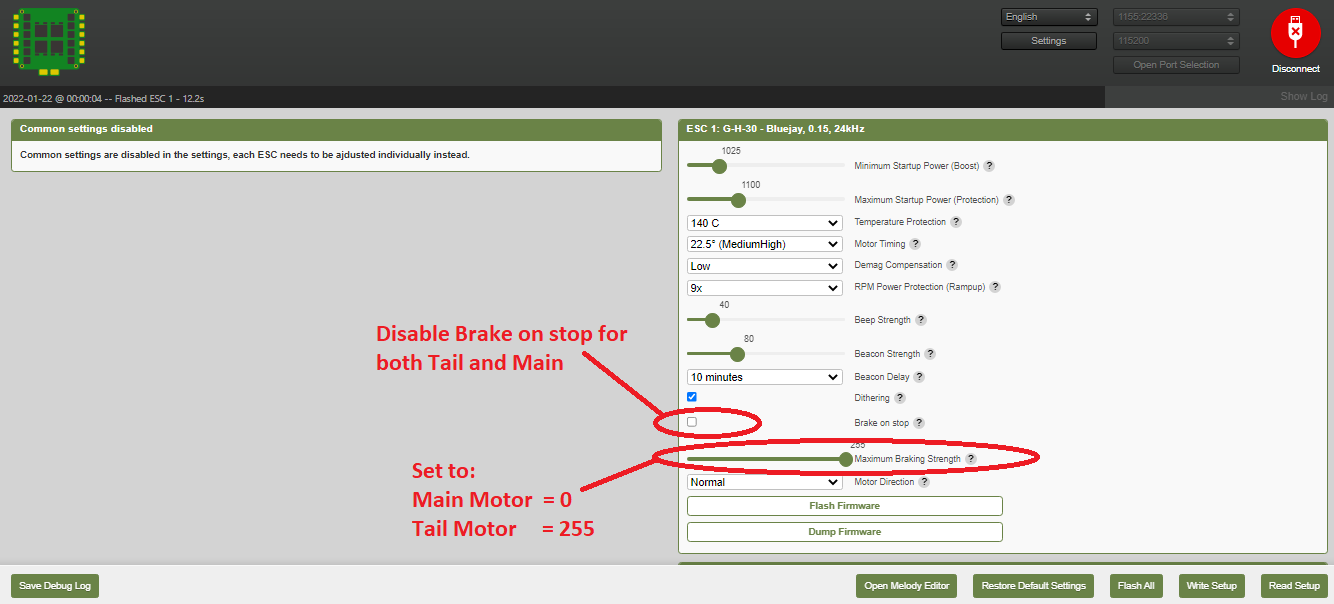 English
1155:22336
Settings
115200
Open Port Selection
Disconnect
2022-01-22 @ 00:00:04 -- Flashed ESC 1 - 12.2s
Show Log
Common settings disabled
Common settings are disabled in the settings, each ESC needs to be ajdusted individually instead.
ESC 1: G-H-30 - Bluejay, 0.15, 24kHz
1025
Minimum Startup Power (Boost) ?
1100
Maximum Startup Power (Protection) ?
140 C Temperature Protection ?
22.5° (MediumHigh) Motor Timing ?
Low Demag Compensation ?
9x RPM Power Protection (Rampup) ?
40
Beep Strength ?
80
Beacon Strength ?
10 minutes Beacon Delay ?
Dithering ?
Brake on stop ?
255
Maximum Braking Strength ?
Normal Motor Direction ?
Flash Firmware
Dump Firmware
Disable Brake on stop for
both Tail and Main
Set to:
Main Motor = 0
Tail Motor = 255
Save Debug Log
Open Melody Editor
Restore Default Settings
Flash All
Write Setup
Read Setup